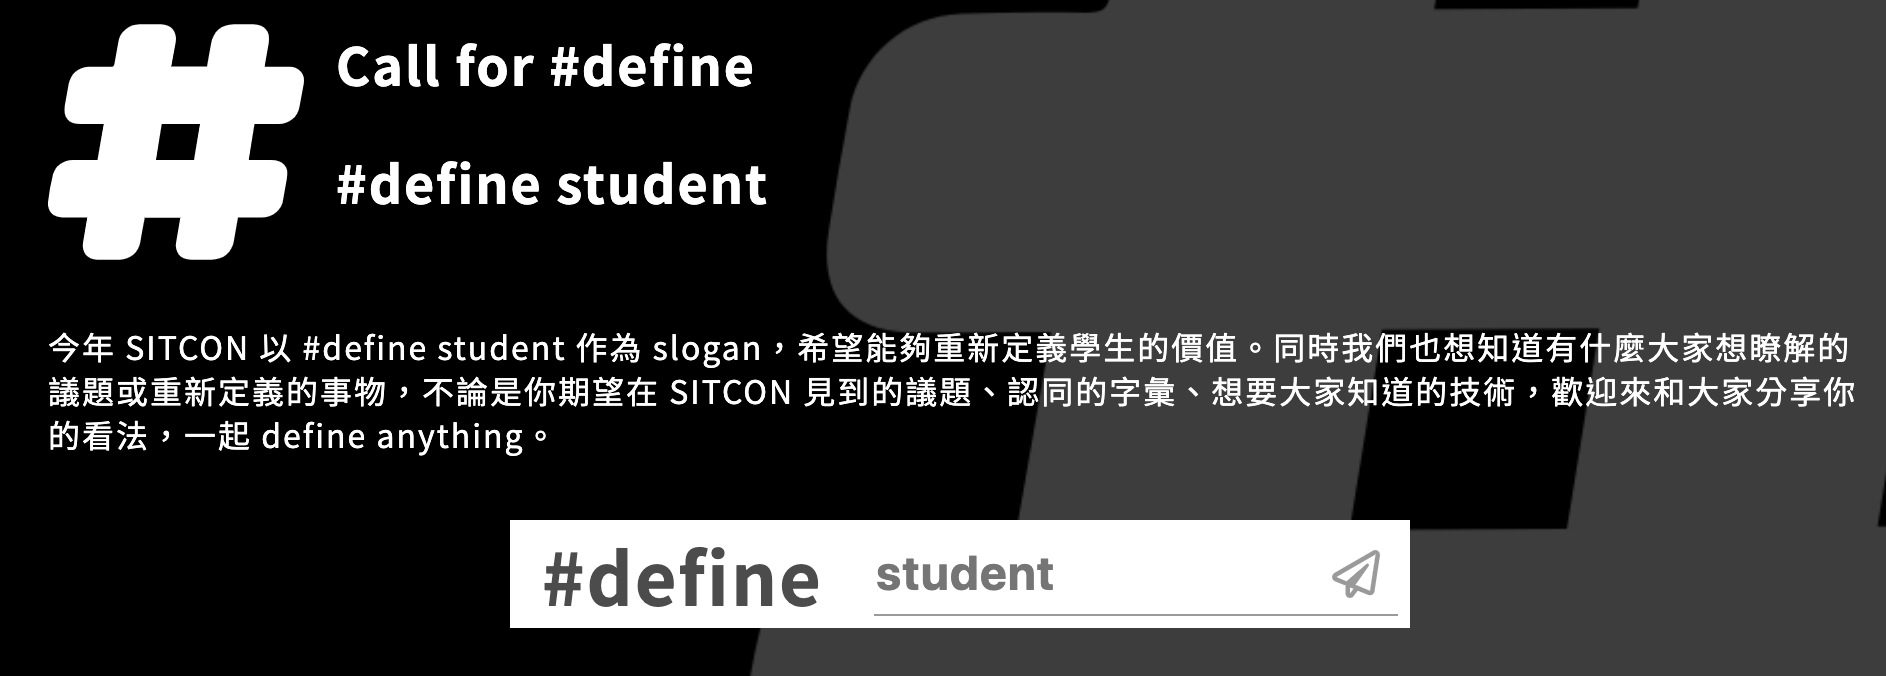 #
Call for #define
#define student
今年 SITCON 以 #define student 作為 slogan，希望能夠重新定義學生的價值。同時我們也想知道有什麼大家想瞭解的
議題或重新定義的事物，不論是你期望在 SITCON 見到的議題、認同的字彙、想要大家知道的技術，歡迎來和大家分享你
的看法，一起 define anything。
#define student